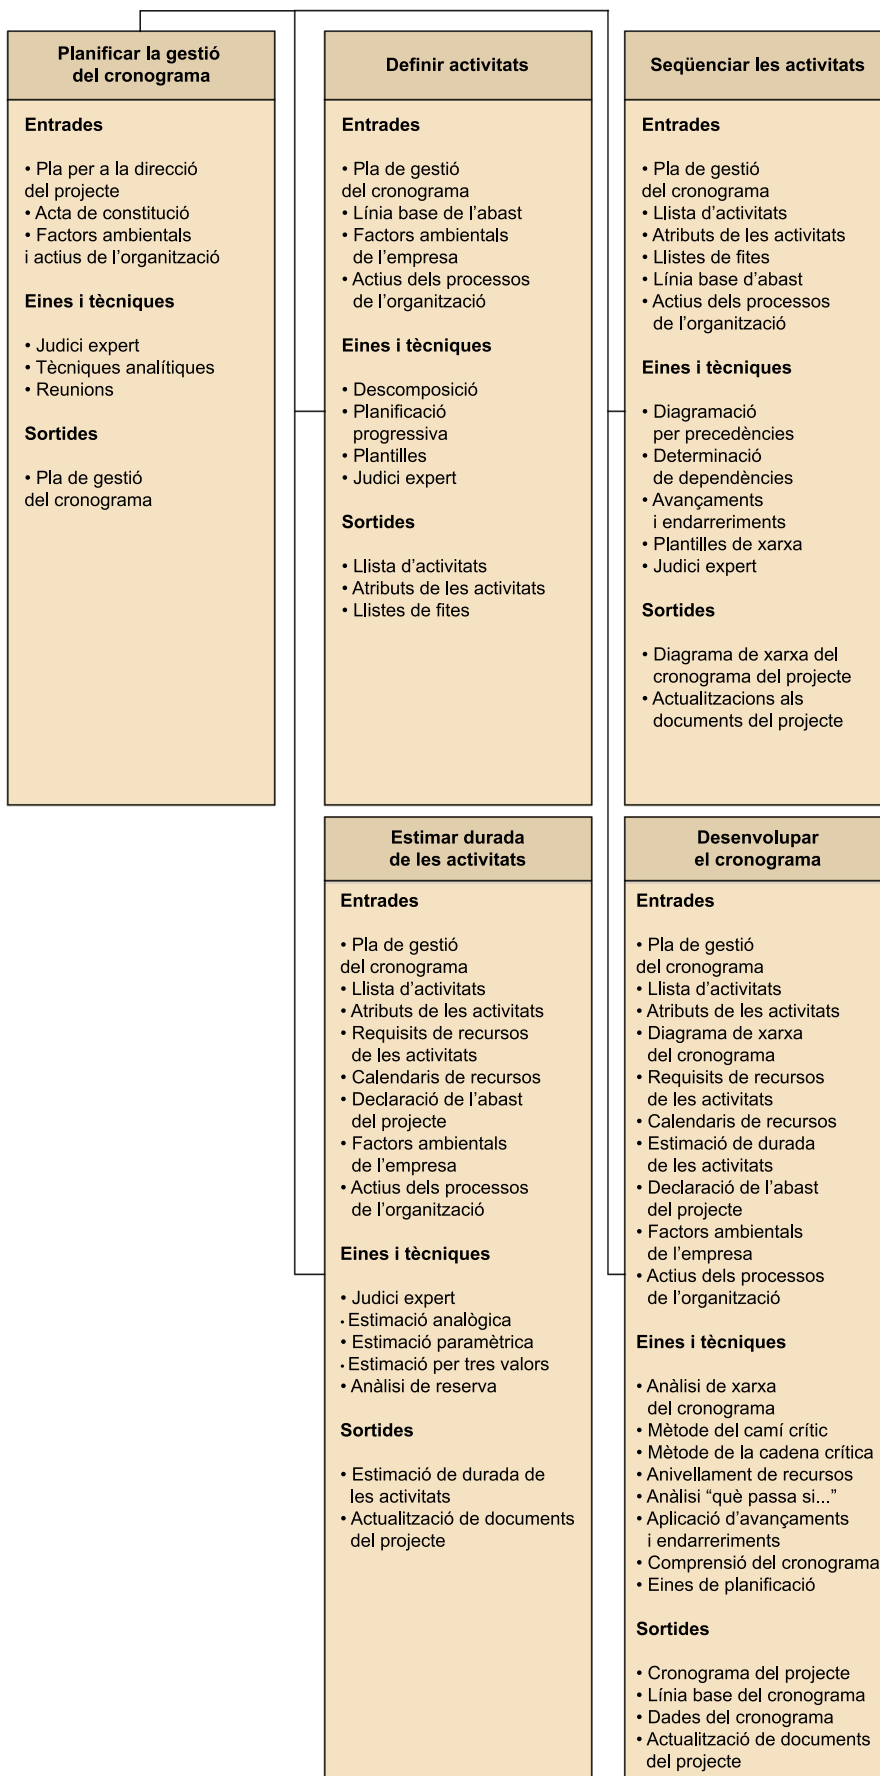 Planificar la gestió
del cronograma
Entrades
• Pla per a la direcció
del projecte
• Acta de constitució
• Factors ambientals
i actius de l’organització
Eines i tècniques
• Judici expert
• Tècniques analítiques
• Reunions
Sortides
• Pla de gestió
del cronograma
Definir activitats
Entrades
• Pla de gestió
del cronograma
• Línia base de l’abast
• Factors ambientals
de l’empresa
• Actius dels processos
de l’organització
Eines i tècniques
• Descomposició
• Planificació
progressiva
• Plantilles
• Judici expert
Sortides
• Llista d’activitats
• Atributs de les activitats
• Llistes de fites
Seqüenciar les activitats
Entrades
• Pla de gestió
del cronograma
• Llista d’activitats
• Atributs de les activitats
• Llistes de fites
• Línia base d’abast
• Actius dels processos
de l’organització
Eines i tècniques
• Diagramació
per precedències
• Determinació
de dependències
• Avançaments
i endarreriments
• Plantilles de xarxa
• Judici expert
Sortides
• Diagrama de xarxa del
cronograma del projecte
• Actualitzacions als
documents del projecte
Estimar durada
de les activitats
Entrades
• Pla de gestió
del cronograma
• Llista d’activitats
• Atributs de les activitats
• Requisits de recursos
de les activitats
• Calendaris de recursos
• Declaració de l’abast
del projecte
• Factors ambientals
de l’empresa
• Actius dels processos
de l’organització
Eines i tècniques
• Judici expert
• Estimació analògica
• Estimació paramètrica
• Estimació per tres valors
• Anàlisi de reserva
Sortides
• Estimació de durada de
les activitats
• Actualització de documents
del projecte
Desenvolupar
el cronograma
Entrades
• Pla de gestió
del cronograma
• Llista d’activitats
• Atributs de les activitats
• Diagrama de xarxa
del cronograma
• Requisits de recursos
de les activitats
• Calendaris de recursos
• Estimació de durada
de les activitats
• Declaració de l’abast
del projecte
• Factors ambientals
de l’empresa
• Actius dels processos
de l’organització
Eines i tècniques
• Anàlisi de xarxa
del cronograma
• Mètode del camí crític
• Mètode de la cadena crítica
• Anivellament de recursos
• Anàlisi “què passa si...”
• Aplicació d’avançaments
i endarreriments
• Comprensió del cronograma
• Eines de planificació
Sortides
• Cronograma del projecte
• Línia base del cronograma
• Dades del cronograma
• Actualització de documents
del projecte